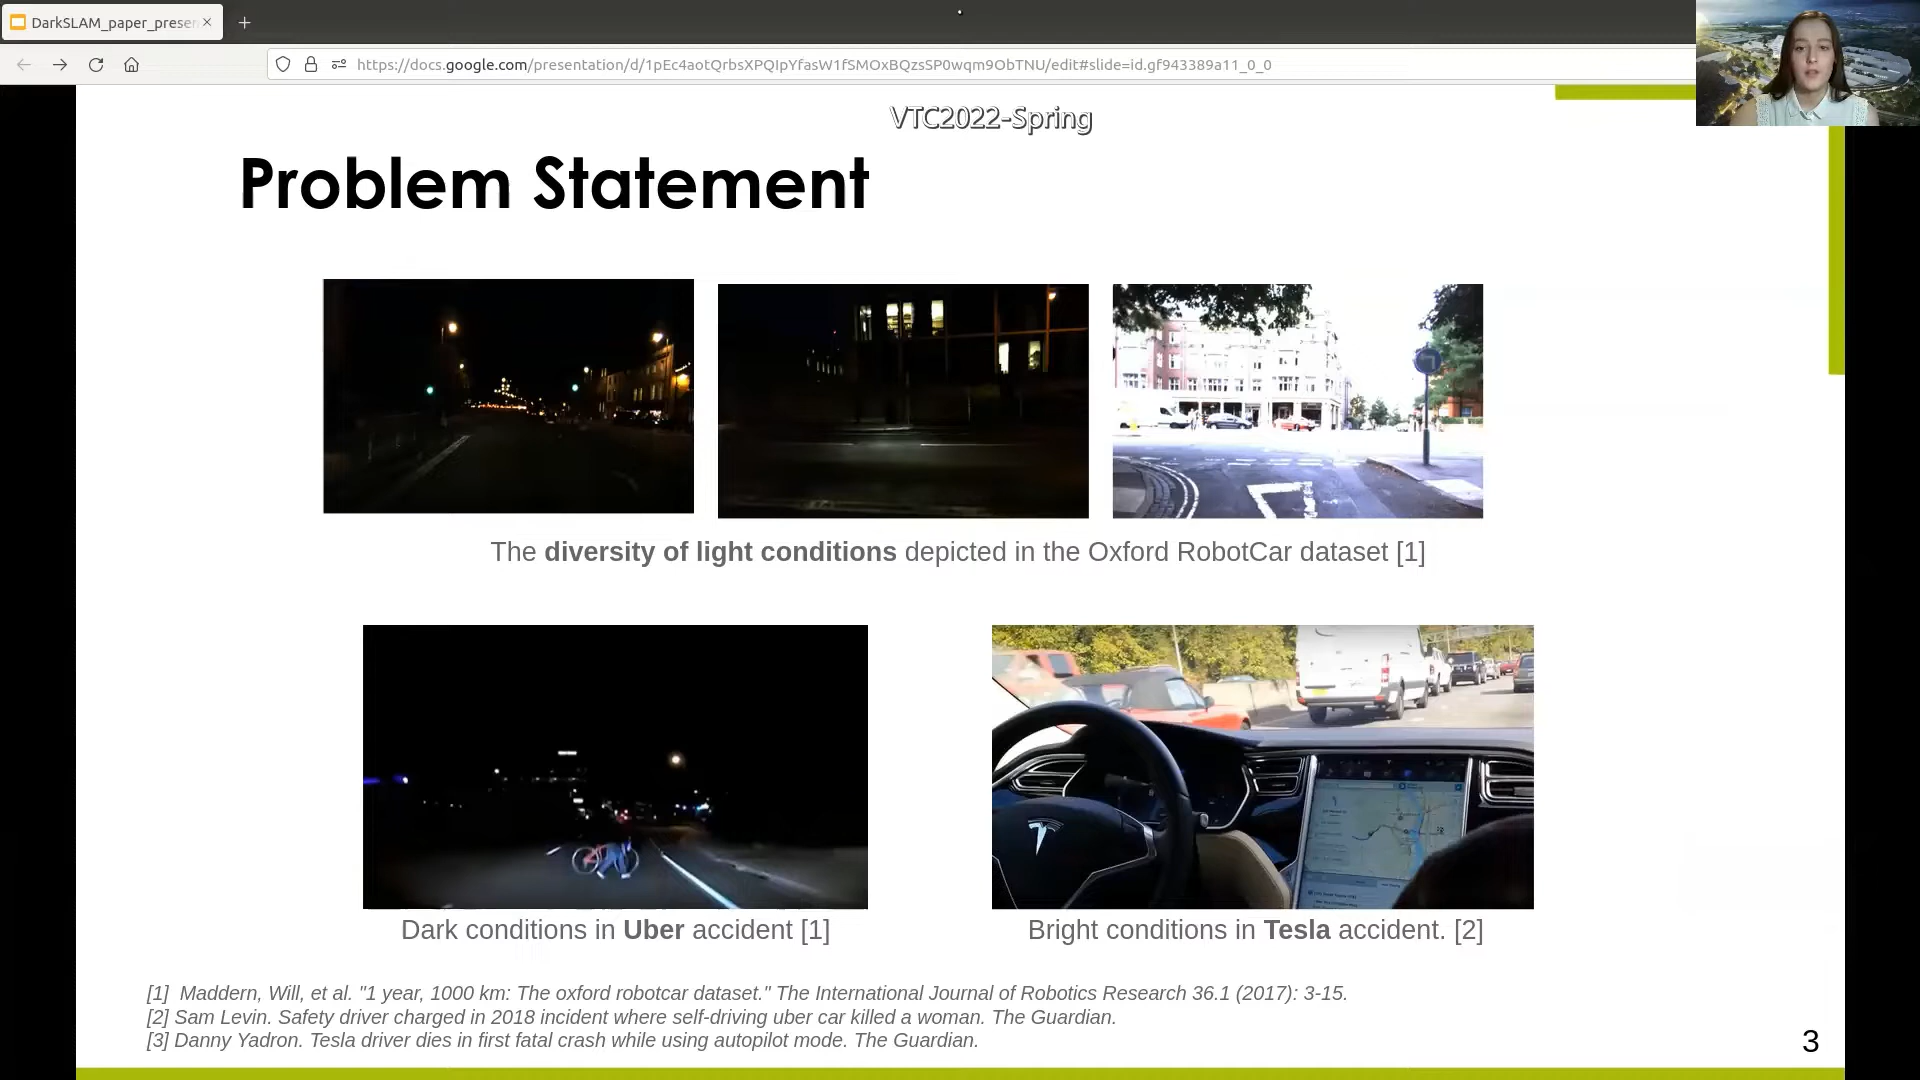 DarkSLAM_paper_presen
https://docs.google.com/presentation/d/1pEc4aotQrbsXPQIpYfasW1fSMOxBQzsSP0wqm9ObTNU/edit#slide=id.gf943389a11_0_0
VTC2022-Spring
Problem Statement
The diversity of light conditions depicted in the Oxford RobotCar dataset [1]
Dark conditions in Uber accident [1]
Bright conditions in Tesla accident. [2]
[1] Maddern, Will, et al. "1 year, 1000 km: The oxford robotcar dataset." The International Journal of Robotics Research 36.1 (2017): 3-15.
[2] Sam Levin. Safety driver charged in 2018 incident where self-driving uber car killed a woman. The Guardian.
[3] Danny Yadron. Tesla driver dies in first fatal crash while using autopilot mode. The Guardian.
3